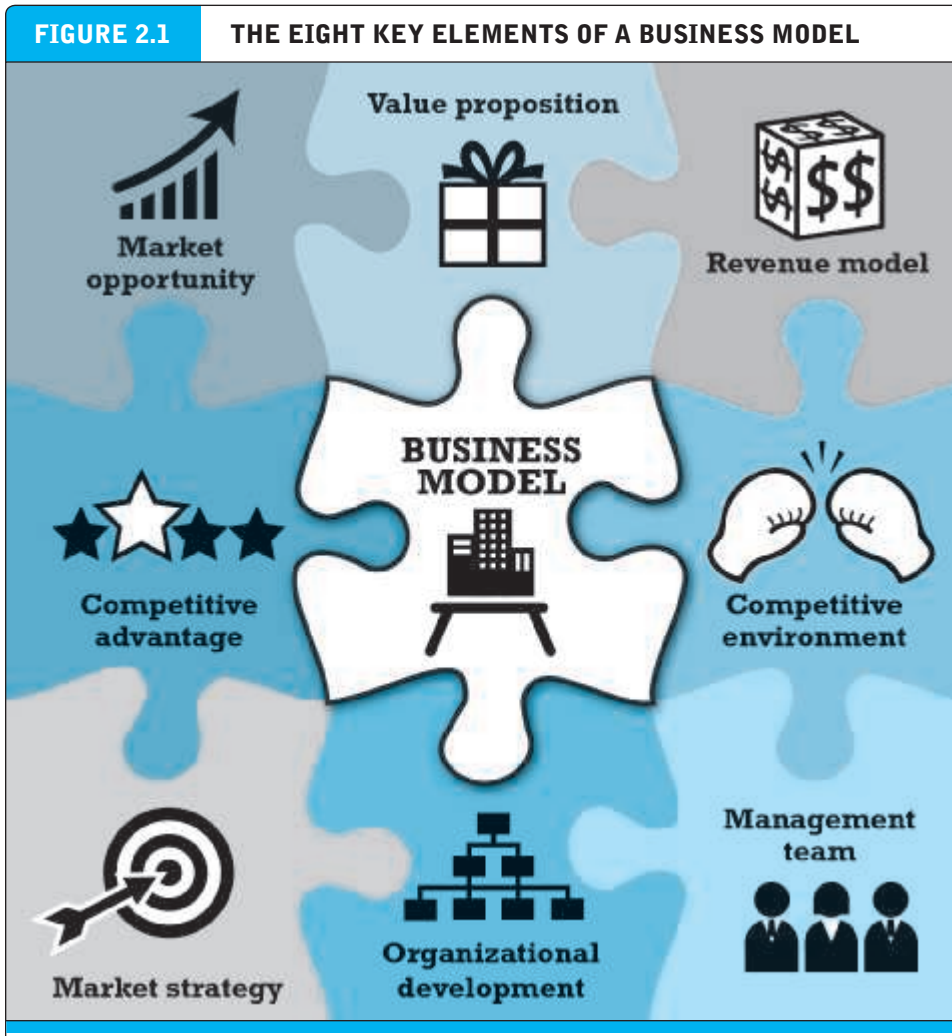 FIGURE 2.1 THE EIGHT KEY ELEMENTS OF A BUSINESS MODEL
Value proposition
Market
opportunity
Revenue model
$$
$$
$$
$$
BUSINESS
MODEL
Competitive
advantage
Competitive
environment
Management
team
Market strategy
Organizational
development